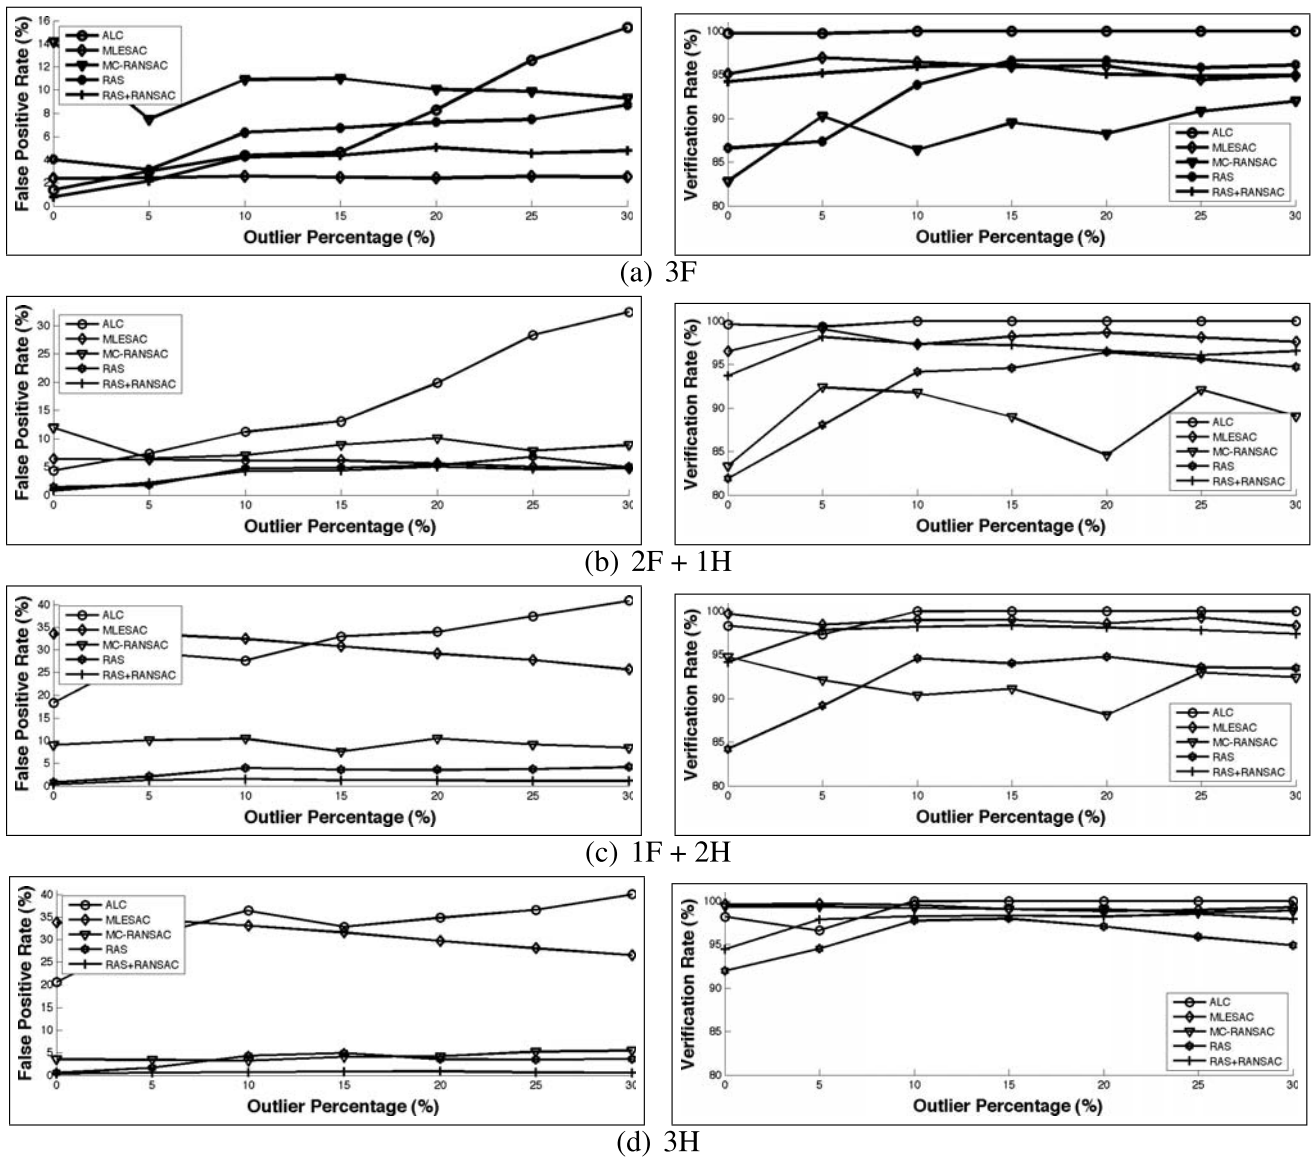 False Positive Rate (%)
16
14
12
10
8
6
4
2
0
ALC
MLESAC
MC-RANSAC
RAS
RAS+RANSAC
0 5 10 15 20 25 30
Outlier Percentage (%)
Verification Rate (%)
100
95
90
85
80
ALC
MLESAC
MC-RANSAC
RAS
RAS+RANSAC
0 5 10 15 20 25 30
Outlier Percentage (%)
(a) 3F
False Positive Rate (%)
30
25
20
15
10
5
0
ALC
MLESAC
MC-RANSAC
RAS
RAS+RANSAC
0 5 10 15 20 25 30
Outlier Percentage (%)
Verification Rate (%)
100
95
90
85
80
ALC
MLESAC
MC-RANSAC
RAS
RAS+RANSAC
0 5 10 15 20 25 30
Outlier Percentage (%)
(b) 2F + 1H
False Positive Rate (%)
40
35
30
25
20
15
10
5
0
ALC
MLESAC
MC-RANSAC
RAS
RAS+RANSAC
0 5 10 15 20 25 30
Outlier Percentage (%)
Verification Rate (%)
100
95
90
85
80
ALC
MLESAC
MC-RANSAC
RAS
RAS+RANSAC
0 5 10 15 20 25 30
Outlier Percentage (%)
(c) 1F + 2H
False Positive Rate (%)
40
35
30
25
20
15
10
5
0
ALC
MLESAC
MC-RANSAC
RAS
RAS+RANSAC
0 5 10 15 20 25 30
Outlier Percentage (%)
Verification Rate (%)
100
95
90
85
80
ALC
MLESAC
MC-RANSAC
RAS
RAS+RANSAC
0 5 10 15 20 25 30
Outlier Percentage (%)
(d) 3H